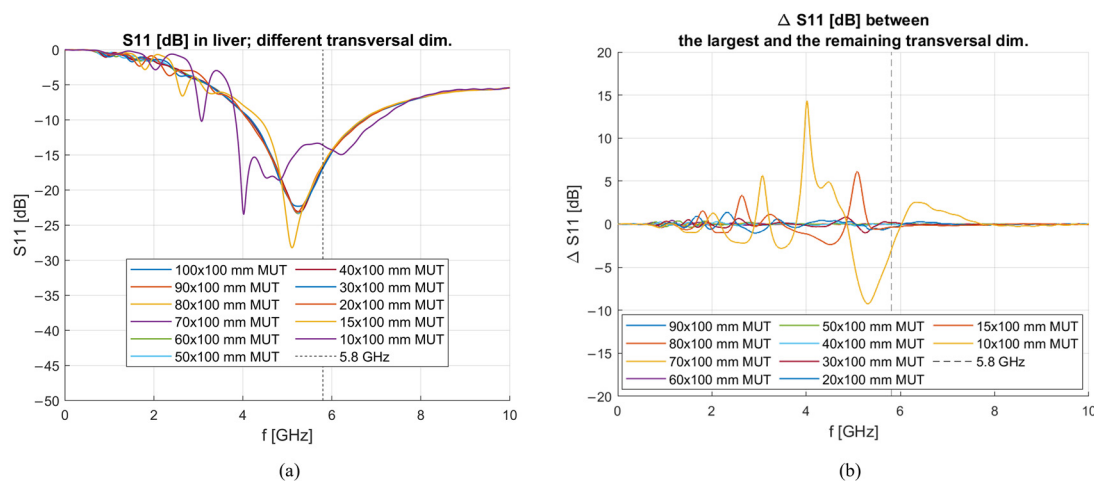 S11 [dB] in liver; different transversal dim.
0
−5
−10
−15
−20
−25
−30
−35
−40
−45
−50
S11 [dB]
100x100 mm MUT
90x100 mm MUT
80x100 mm MUT
70x100 mm MUT
60x100 mm MUT
50x100 mm MUT
40x100 mm MUT
30x100 mm MUT
20x100 mm MUT
15x100 mm MUT
10x100 mm MUT
5.8 GHz
0 2 4 6 8 10
f [GHz]
(a)
Δ S11 [dB] between
the largest and the remaining transversal dim.
20
15
10
5
0
−5
−10
−15
−20
Δ S11 [dB]
90x100 mm MUT
80x100 mm MUT
70x100 mm MUT
60x100 mm MUT
50x100 mm MUT
40x100 mm MUT
30x100 mm MUT
20x100 mm MUT
15x100 mm MUT
10x100 mm MUT
5.8 GHz
0 2 4 6 8 10
f [GHz]
(b)